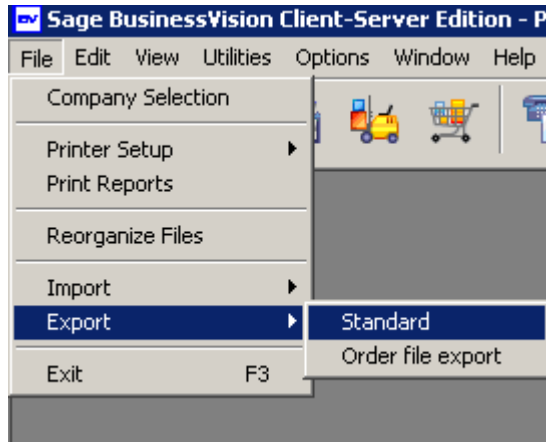 Sage BusinessVision Client-Server Edition - P
File Edit View Utilities Options Window Help
Company Selection
Printer Setup
Print Reports
Reorganize Files
Import
Export
Standard
Order file export
Exit F3